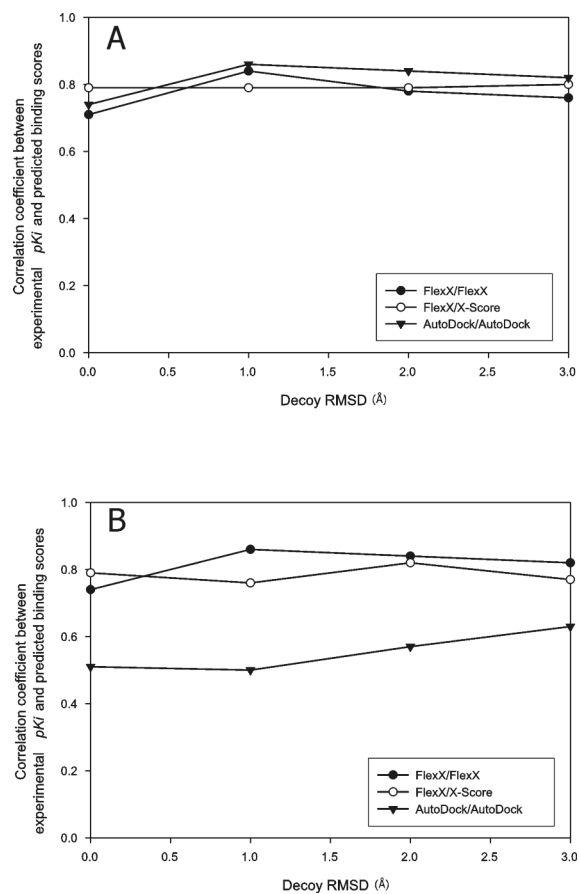 A
1.0
0.8
0.6
0.4
0.2
0.0
Correlation coefficient between
experimental pKi and predicted binding scores
FlexX/FlexX
FlexX/X-Score
AutoDock/AutoDock
0.0 0.5 1.0 1.5 2.0 2.5 3.0
Decoy RMSD (Å)
B
1.0
0.8
0.6
0.4
0.2
0.0
Correlation coefficient between
experimental pKi and predicted binding scores
FlexX/FlexX
FlexX/X-Score
AutoDock/AutoDock
0.0 0.5 1.0 1.5 2.0 2.5 3.0
Decoy RMSD (Å)